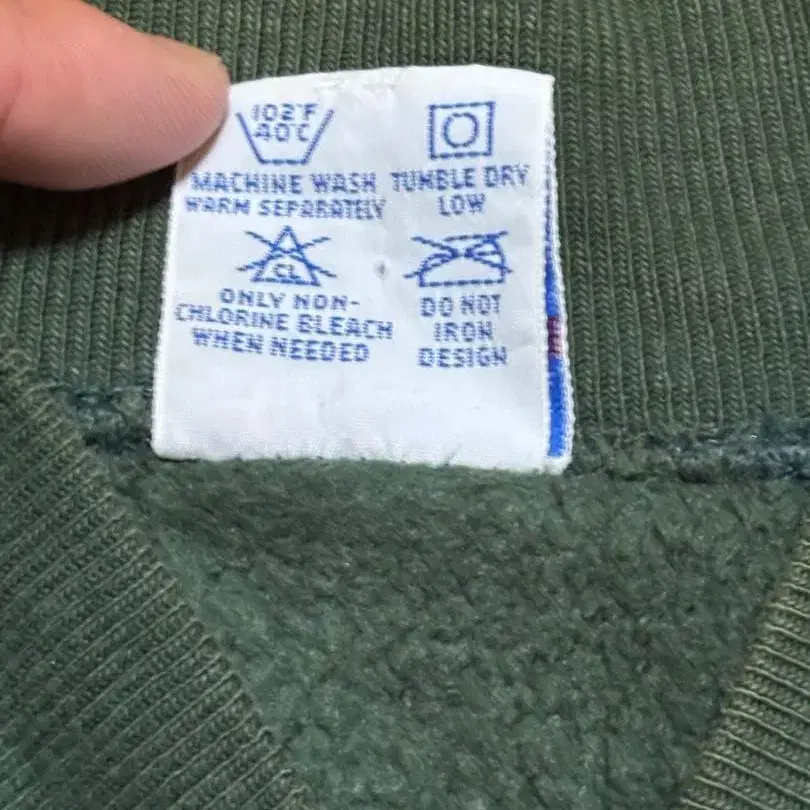 102°F
40°C
MACHINE WASH
WARM SEPARATELY
TUMBLE DRY
LOW
CL
ONLY NON-
CHLORINE BLEACH
WHEN NEEDED
DO NOT
IRON
DESIGN